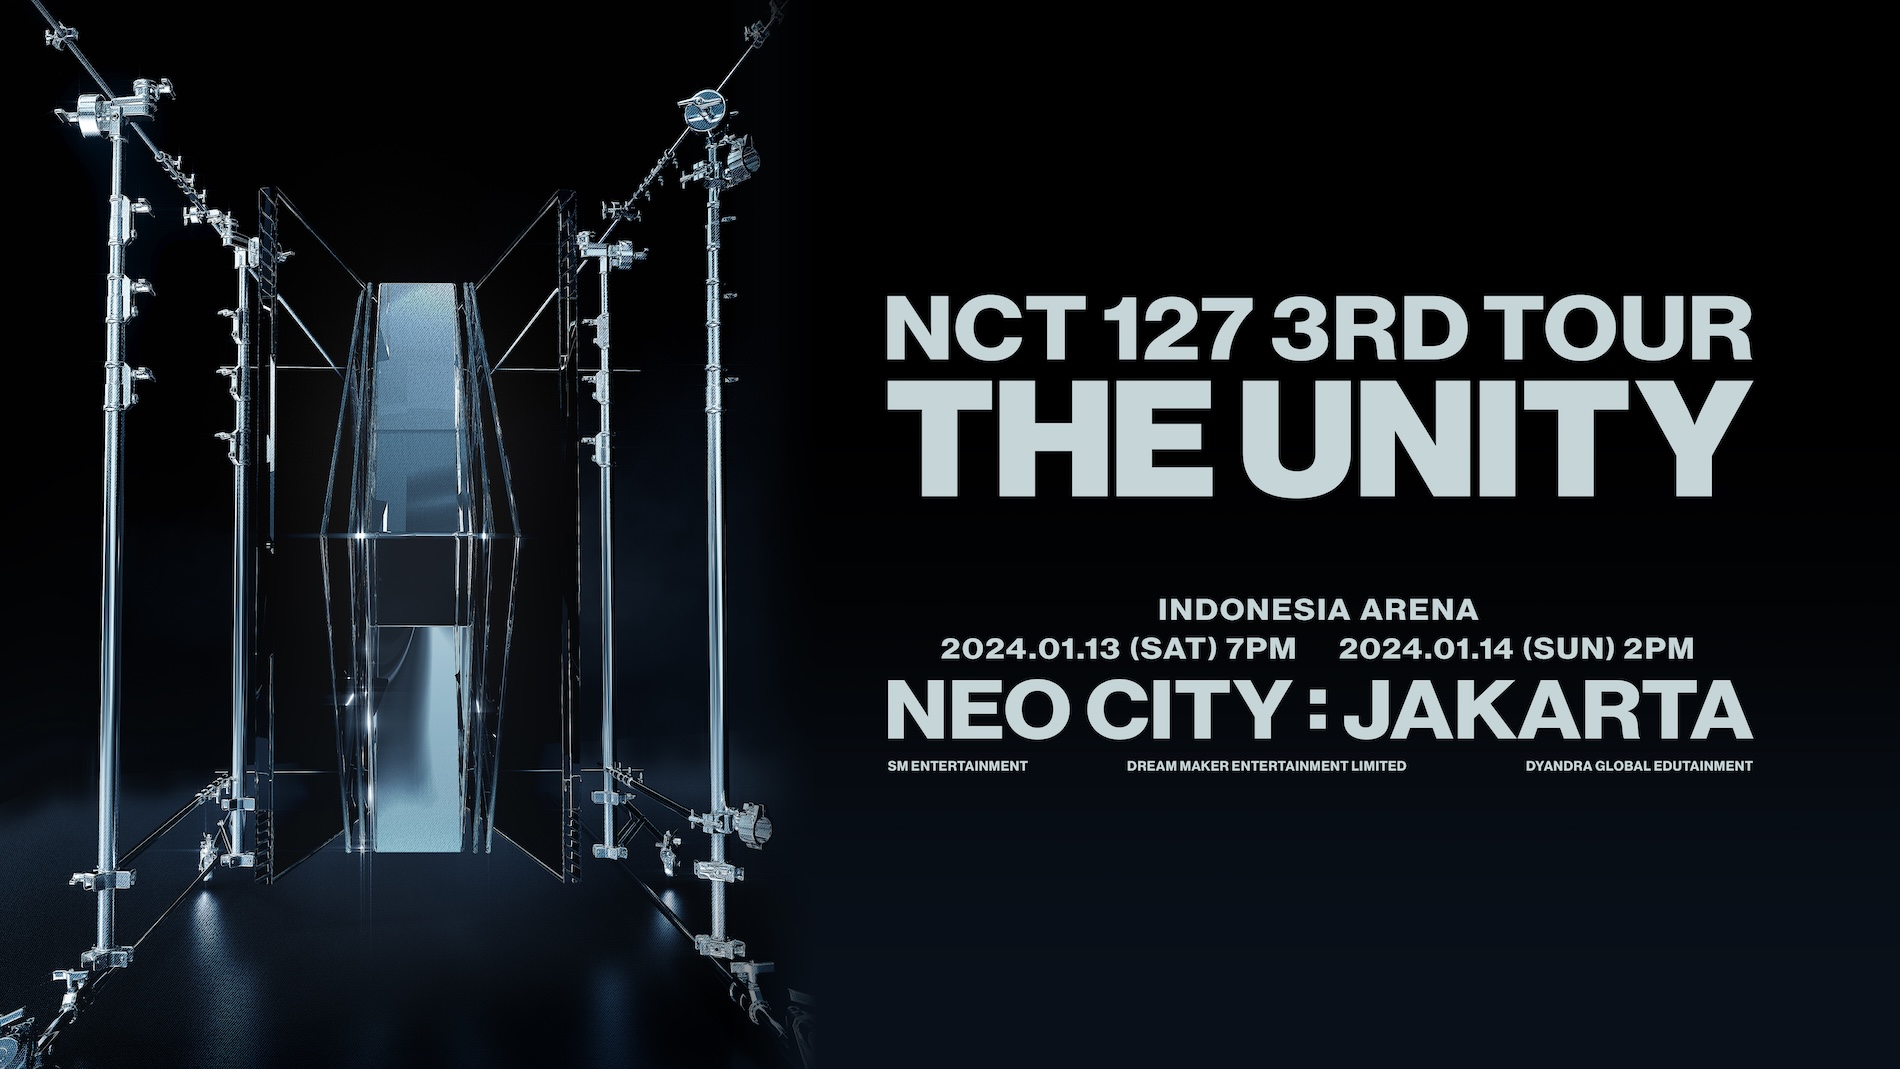 NCT 127 3RD TOUR
THE UNITY
INDONESIA ARENA
2024.01.13 (SAT) 7PM 2024.01.14 (SUN) 2PM
NEO CITY : JAKARTA
SM ENTERTAINMENT DREAM MAKER ENTERTAINMENT LIMITED DYANDRA GLOBAL EDUTAINMENT